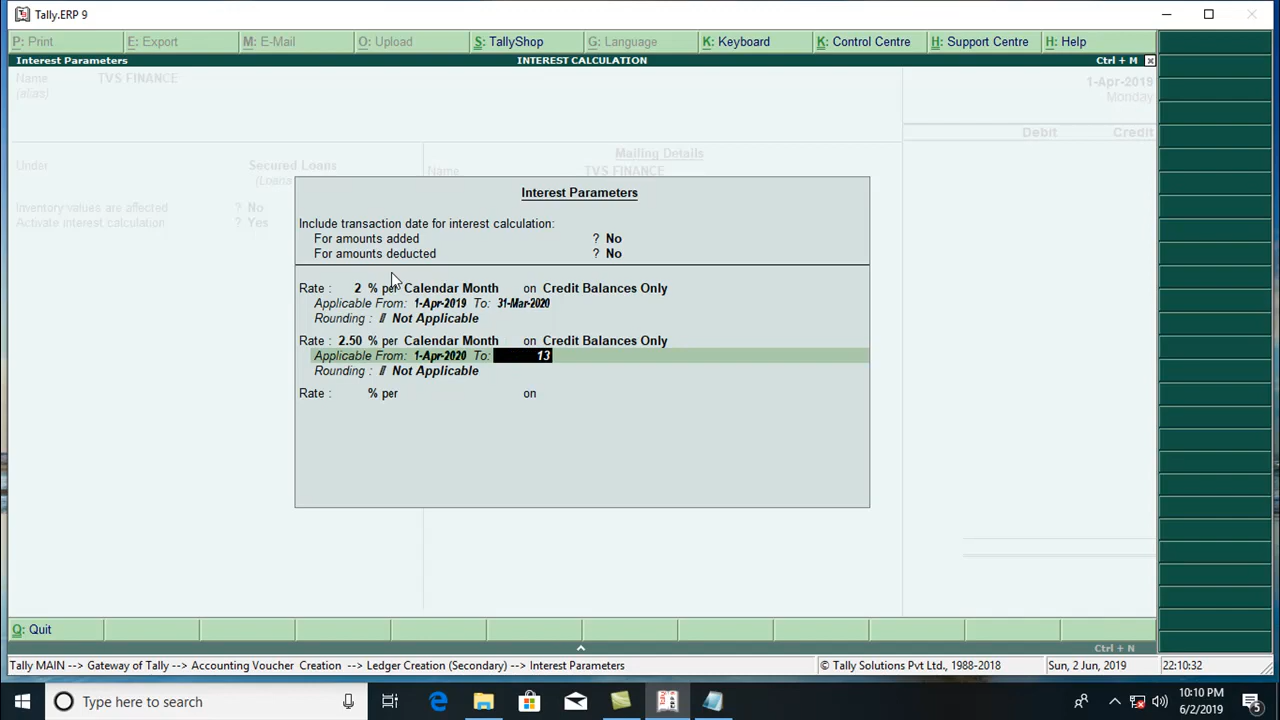 Tally.ERP 9
P: Print E: Export M: E-Mail O: Upload S: TallyShop G: Language K: Keyboard K: Control Centre H: Support Centre H: Help
Interest Parameters INTEREST CALCULATION Ctrl + M
Name TVS FINANCE 1-Apr-2019
(alias) Monday
Debit Credit
Mailing Details
Under Secured Loans Name TVS FINANCE
(Loans
Inventory values are affected ? No
Activate interest calculation ? Yes
Interest Parameters
Include transaction date for interest calculation:
For amounts added ? No
For amounts deducted ? No
Rate : 2 % per Calendar Month on Credit Balances Only
Applicable From: 1-Apr-2019 To: 31-Mar-2020
Rounding : Not Applicable
Rate : 2.50 % per Calendar Month on Credit Balances Only
Applicable From: 1-Apr-2020 To: 13
Rounding : Not Applicable
Rate : % per on
Q: Quit
Ctrl + N
Tally MAIN --> Gateway of Tally --> Accounting Voucher Creation --> Ledger Creation (Secondary) --> Interest Parameters © Tally Solutions Pvt Ltd., 1988-2018 Sun, 2 Jun, 2019 22:10:32
Type here to search 10:10 PM
6/2/2019 5